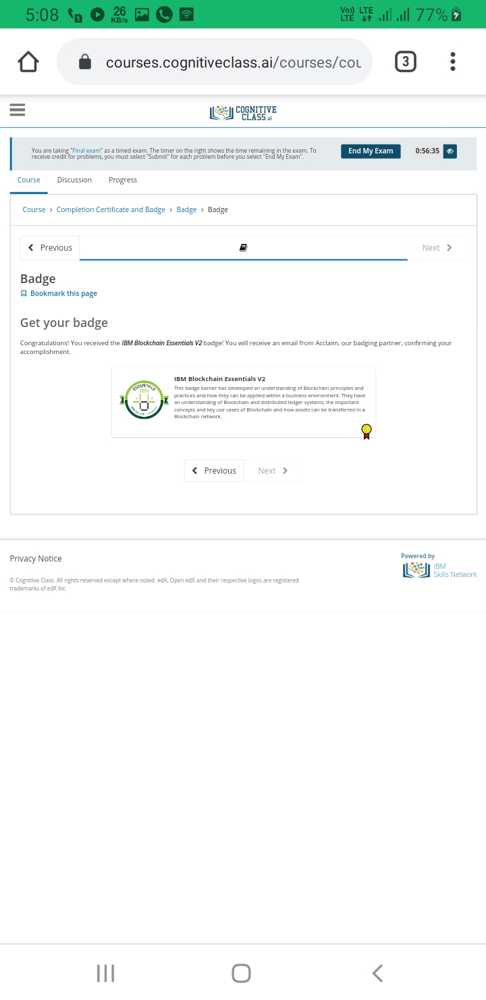 5:08
1
26
KB/s
Vo)) LTE
LTE
77%
courses.cognitiveclass.ai/courses/cou
3
COGNITIVE
CLASS.ai
You are taking "Final exam" as a timed exam. The timer on the right shows the time remaining in the exam. To
receive credit for problems, you must select "Submit" for each problem before you select "End My Exam".
End My Exam
0:56:35
Course
Discussion
Progress
Course > Completion Certificate and Badge > Badge > Badge
Previous
Next
Badge
Bookmark this page
Get your badge
Congratulations! You received the IBM Blockchain Essentials V2 badge! You will receive an email from Acclaim, our badging partner, confirming your
accomplishment.
ESSENTIALS
IBM Blockchain Essentials V2
This badge earner has developed an understanding of Blockchain principles and
practices and how they can be applied within a business environment. They have
an understanding of Blockchain and distributed ledger systems, the important
concepts and key use cases of Blockchain and how assets can be transferred in a
Blockchain network.
Previous
Next
Privacy Notice
Powered by
IBM
Skills Network
© Cognitive Class. All rights reserved except where noted. edX, Open edX and their respective logos are registered
trademarks of edX Inc.